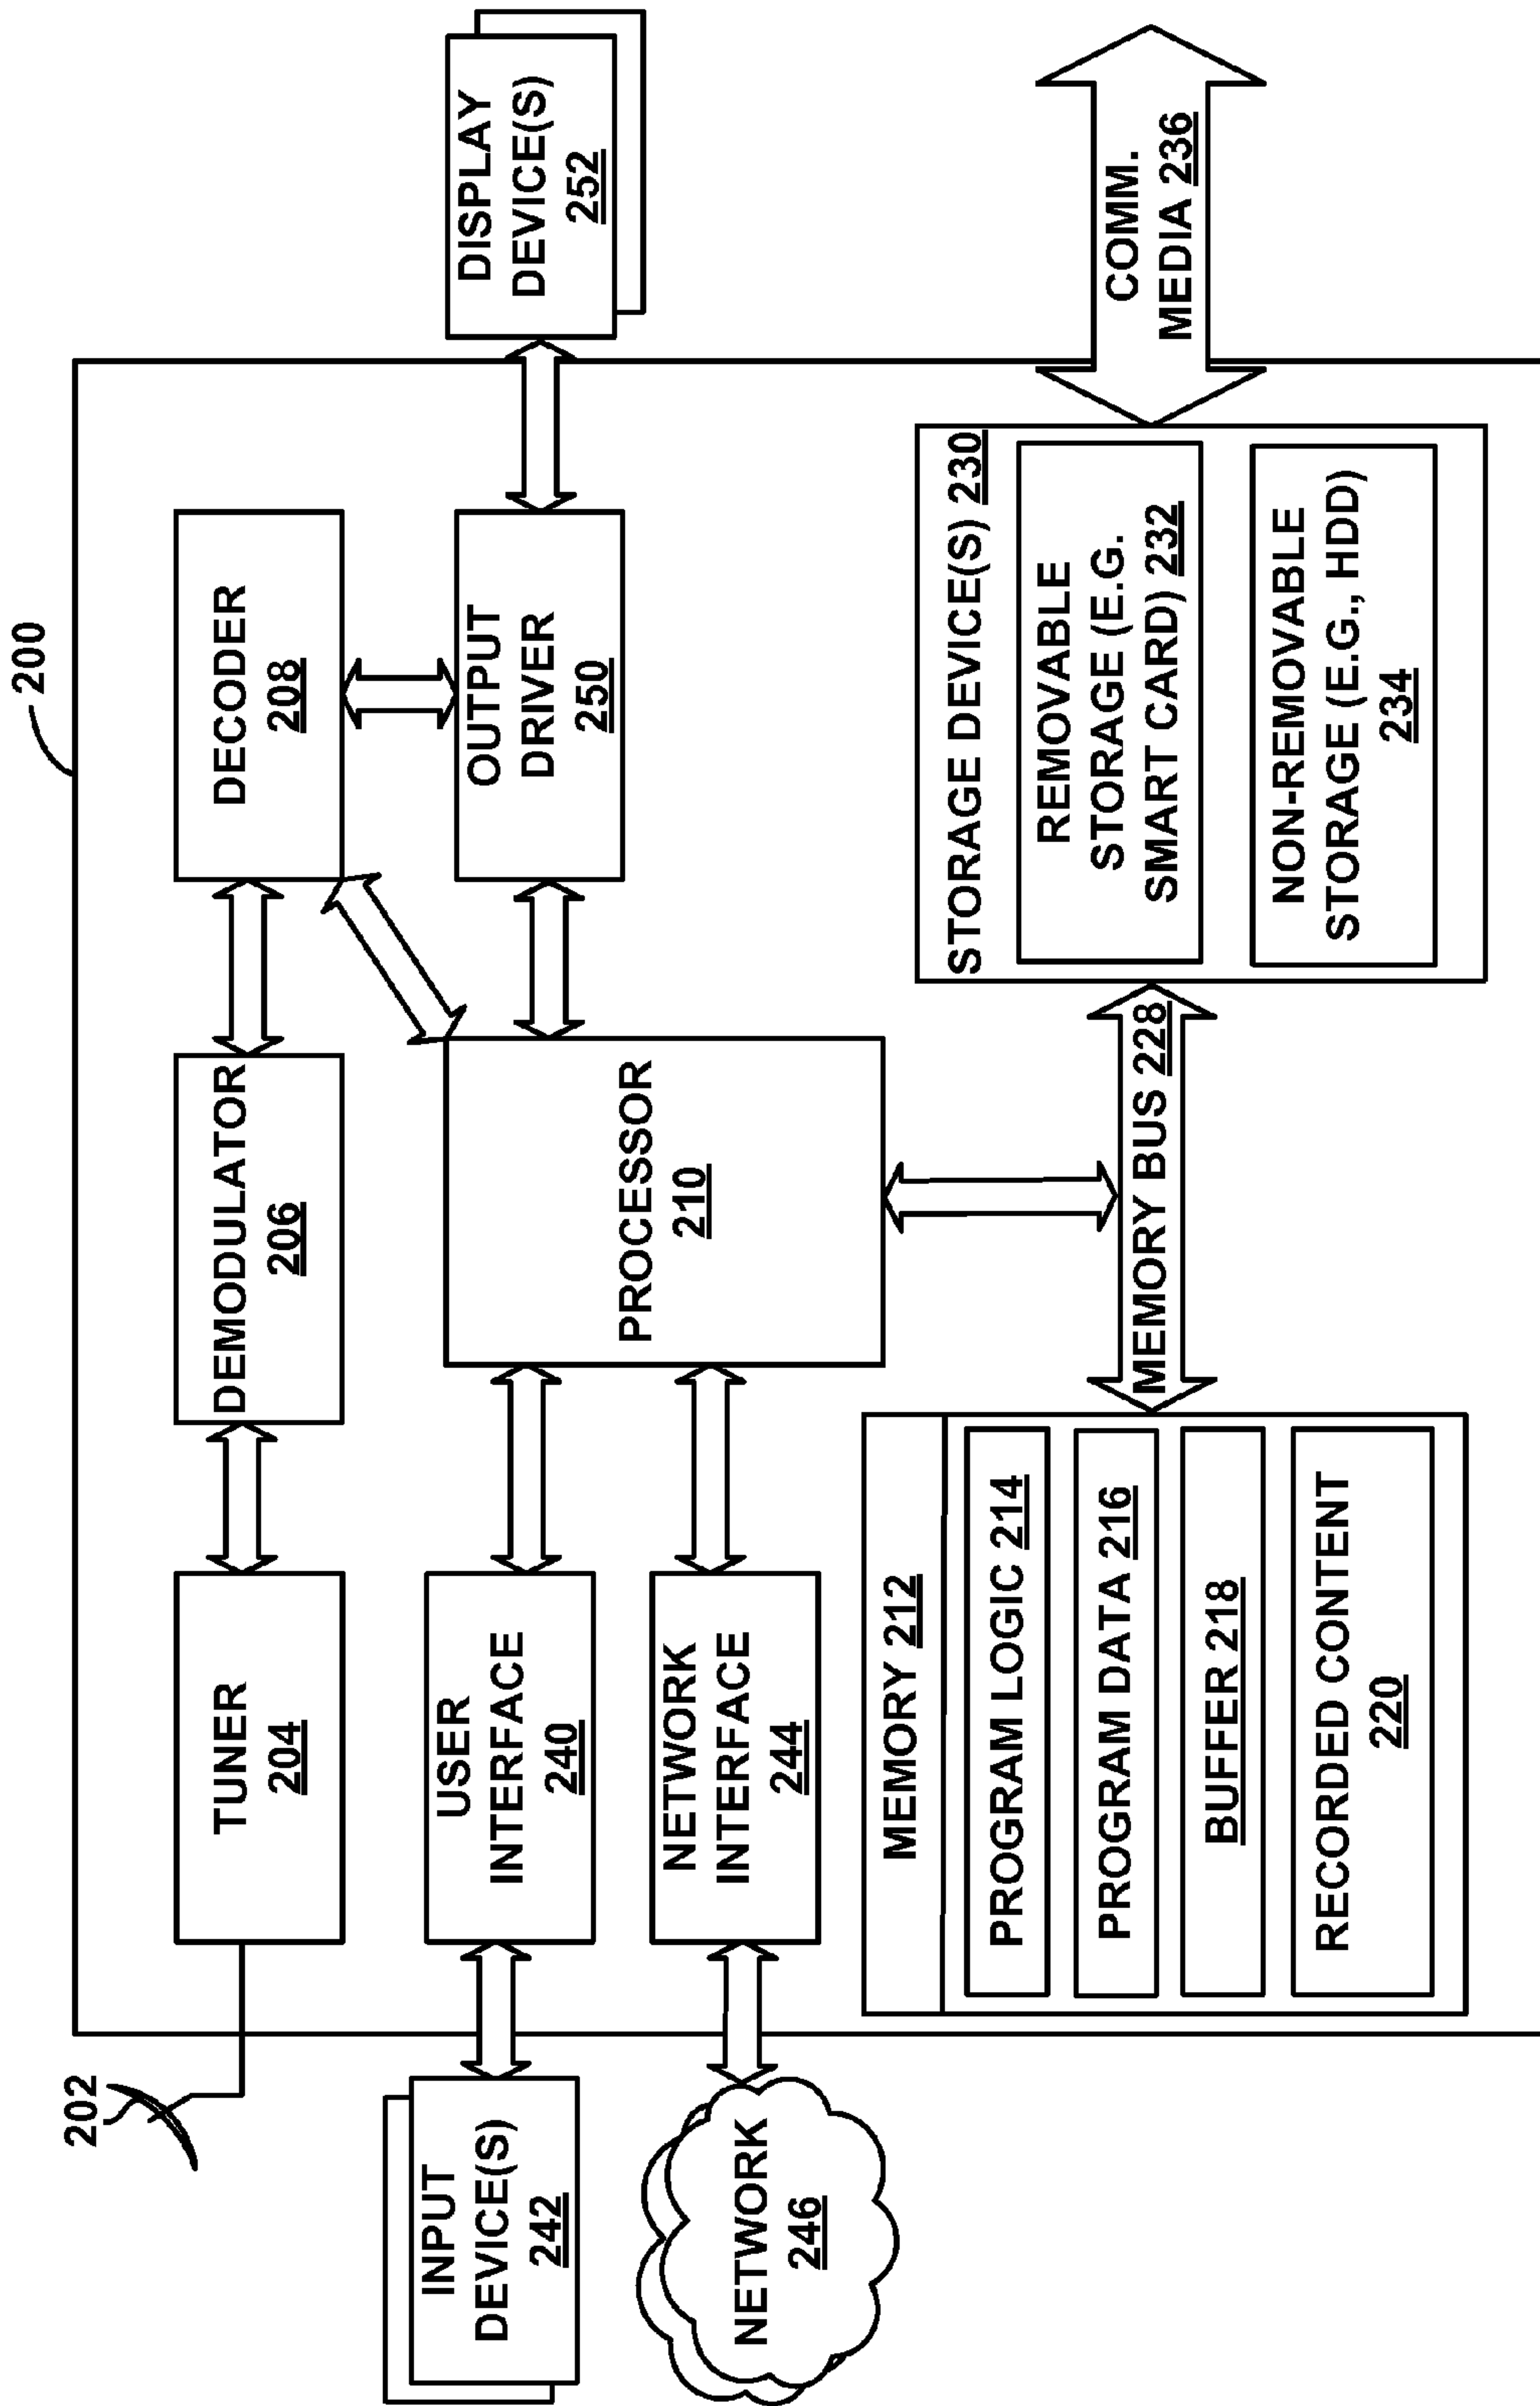 200
202
TUNER
204
DEMODULATOR
206
DECODER
208
INPUT
DEVICE(S)
242
USER
INTERFACE
240
PROCESSOR
210
OUTPUT
DRIVER
250
DISPLAY
DEVICE(S)
252
NETWORK
246
NETWORK
INTERFACE
244
MEMORY 212
PROGRAM LOGIC 214
PROGRAM DATA 216
BUFFER 218
RECORDED CONTENT
220
MEMORY BUS 228
STORAGE DEVICE(S) 230
REMOVABLE
STORAGE (E.G.
SMART CARD) 232
NON-REMOVABLE
STORAGE (E.G., HDD)
234
COMM.
MEDIA 236